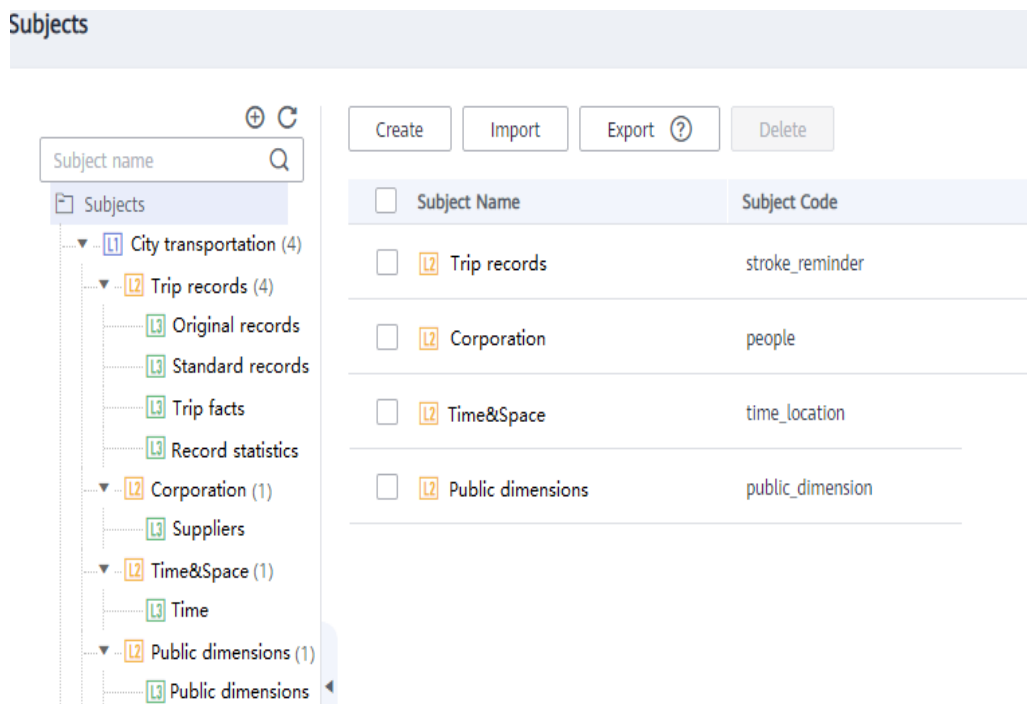 Subjects
Create Import Export ? Delete
Subject name
Subjects
L1 City transportation (4)
L2 Trip records (4)
L3 Original records
L3 Standard records
L3 Trip facts
L3 Record statistics
L2 Corporation (1)
L3 Suppliers
L2 Time&Space (1)
L3 Time
L2 Public dimensions (1)
L3 Public dimensions
Subject Name Subject Code
L2 Trip records stroke_reminder
L2 Corporation people
L2 Time&Space time_location
L2 Public dimensions public_dimension